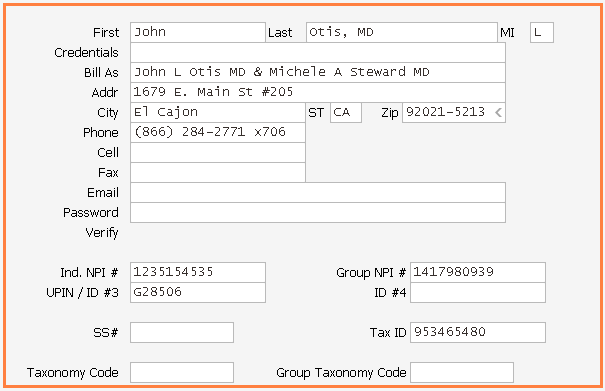 First John Last Otis, MD MI L
Credentials
Bill As John L Otis MD & Michele A Steward MD
Addr 1679 E. Main St #205
City El Cajon ST CA Zip 92021-5213 <
Phone (866) 284-2771 x706
Cell
Fax
Email
Password
Verify
Ind. NPI # 1235154535 Group NPI # 1417980939
UPIN / ID #3 G28506 ID #4
SS# Tax ID 953465480
Taxonomy Code Group Taxonomy Code